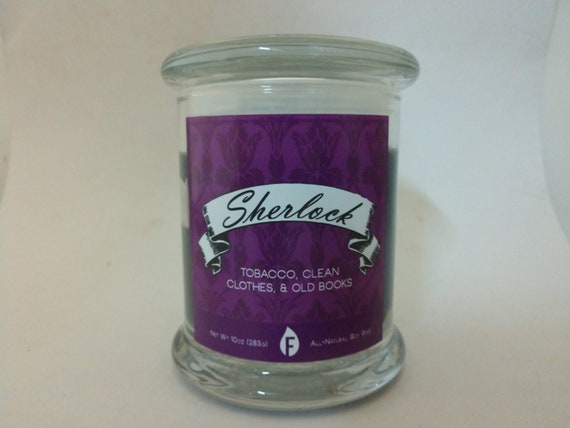 Sherlock
TOBACCO, CLEAN
CLOTHES, & OLD BOOKS
Net Wt 10oz (283g)
F
All-Natural Soy Wax